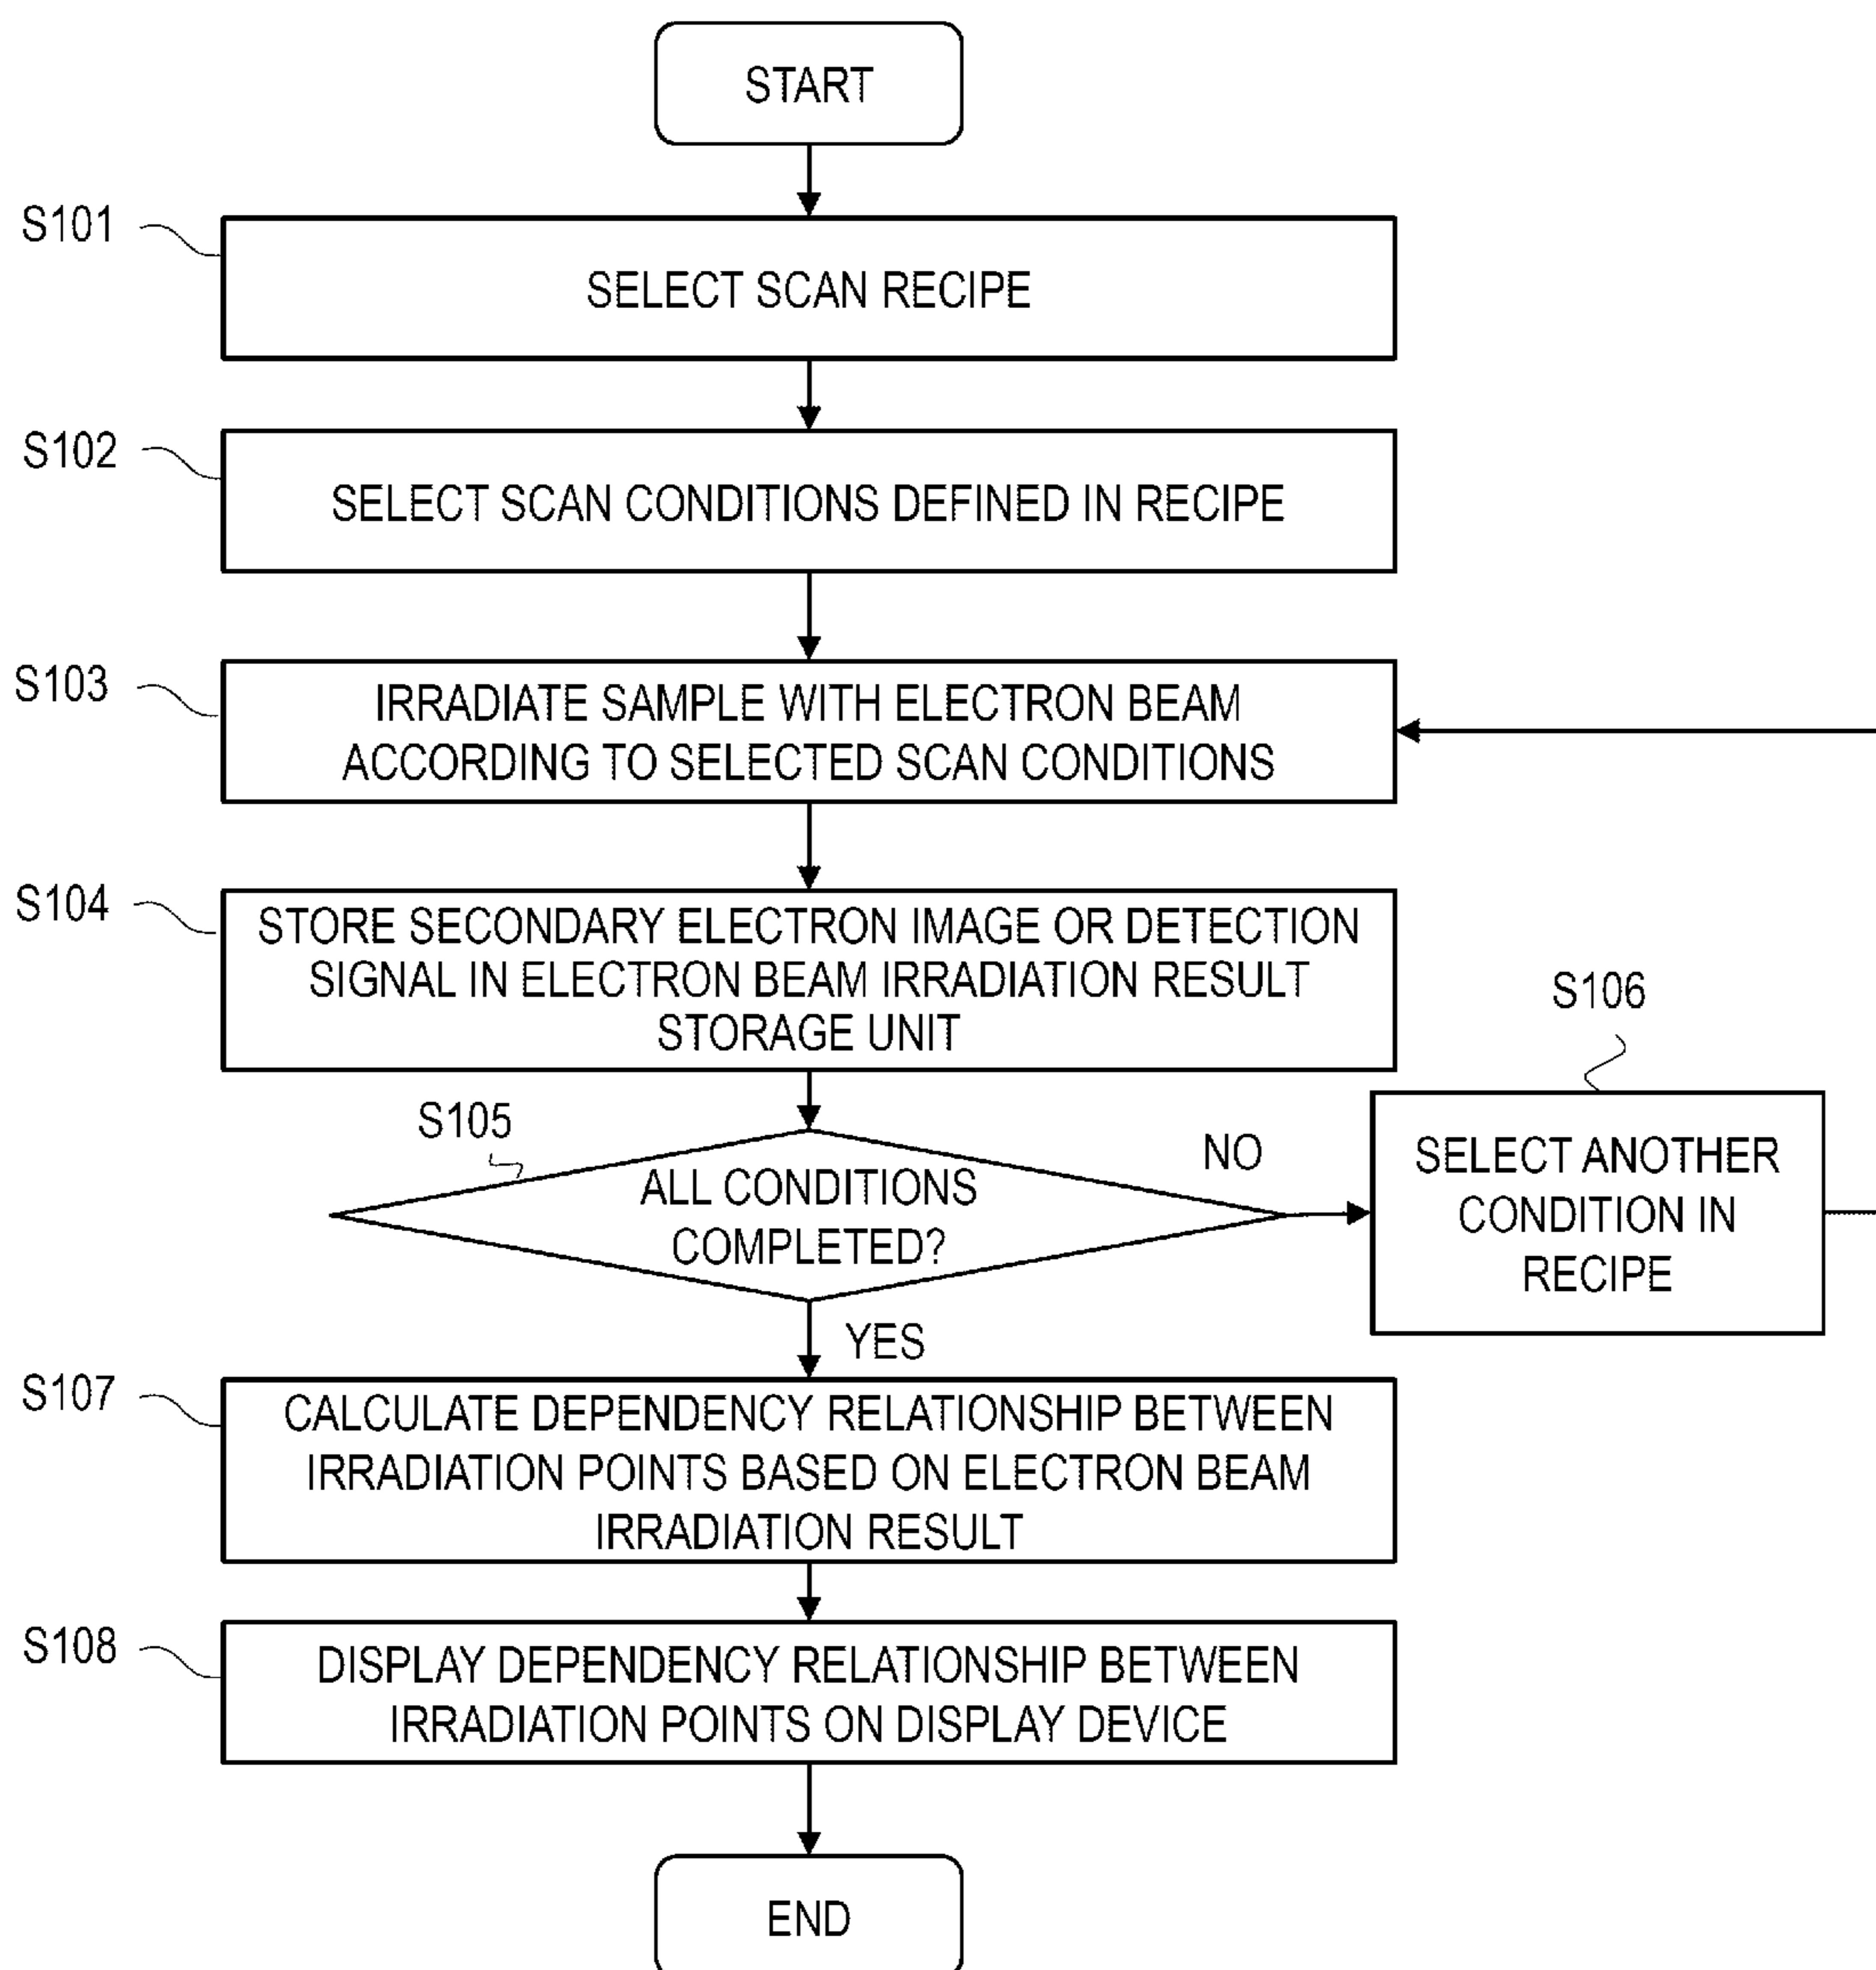 START
S101
SELECT SCAN RECIPE
S102
SELECT SCAN CONDITIONS DEFINED IN RECIPE
S103
IRRADIATE SAMPLE WITH ELECTRON BEAM
ACCORDING TO SELECTED SCAN CONDITIONS
S104
STORE SECONDARY ELECTRON IMAGE OR DETECTION
SIGNAL IN ELECTRON BEAM IRRADIATION RESULT
STORAGE UNIT
S105
ALL CONDITIONS
COMPLETED?
NO
S106
SELECT ANOTHER
CONDITION IN
RECIPE
YES
S107
CALCULATE DEPENDENCY RELATIONSHIP BETWEEN
IRRADIATION POINTS BASED ON ELECTRON BEAM
IRRADIATION RESULT
S108
DISPLAY DEPENDENCY RELATIONSHIP BETWEEN
IRRADIATION POINTS ON DISPLAY DEVICE
END